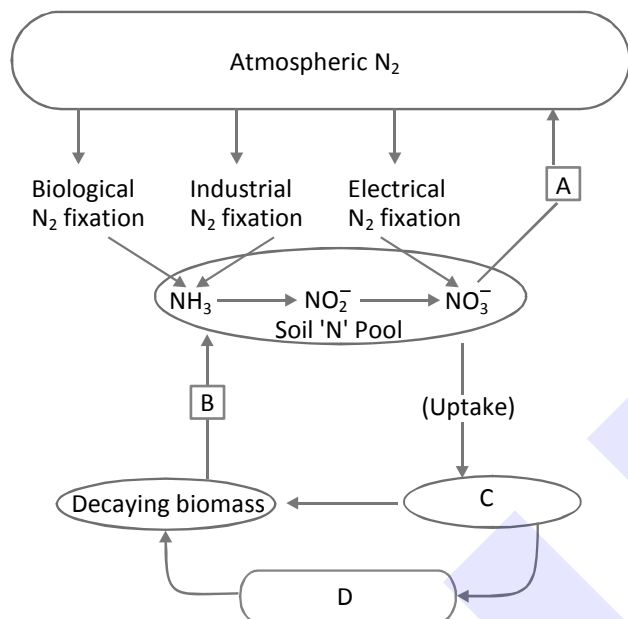 Atmospheric N₂
Biological
N₂ fixation
Industrial
N₂ fixation
Electrical
N₂ fixation
A
NH₃
NO₂⁻
NO₃⁻
Soil 'N' Pool
B
(Uptake)
Decaying biomass
C
D